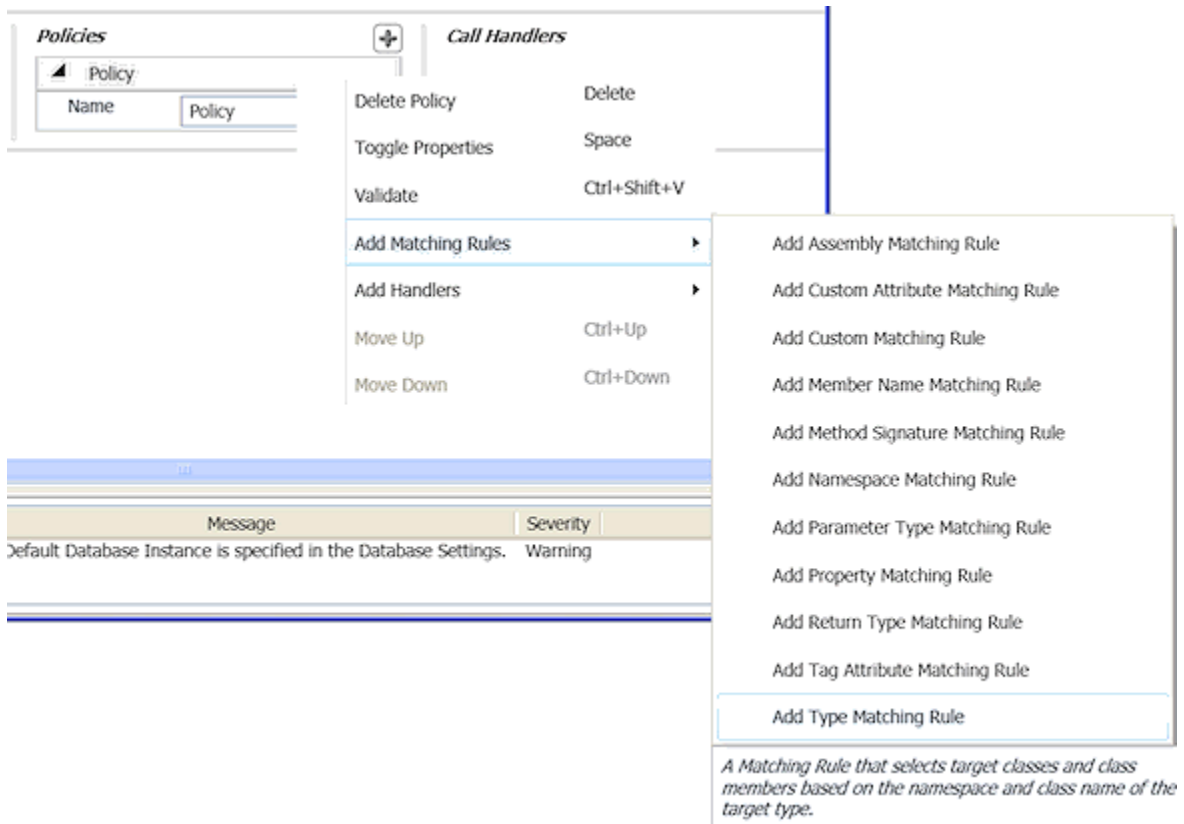 Policies
Call Handlers
Policy
Name
Policy
Delete Policy Delete
Toggle Properties Space
Validate Ctrl+Shift+V
Add Matching Rules
Add Handlers
Move Up Ctrl+Up
Move Down Ctrl+Down
Add Assembly Matching Rule
Add Custom Attribute Matching Rule
Add Custom Matching Rule
Add Member Name Matching Rule
Add Method Signature Matching Rule
Add Namespace Matching Rule
Add Parameter Type Matching Rule
Add Property Matching Rule
Add Return Type Matching Rule
Add Tag Attribute Matching Rule
Add Type Matching Rule
A Matching Rule that selects target classes and class
members based on the namespace and class name of the
target type.
Message Severity
Default Database Instance is specified in the Database Settings. Warning